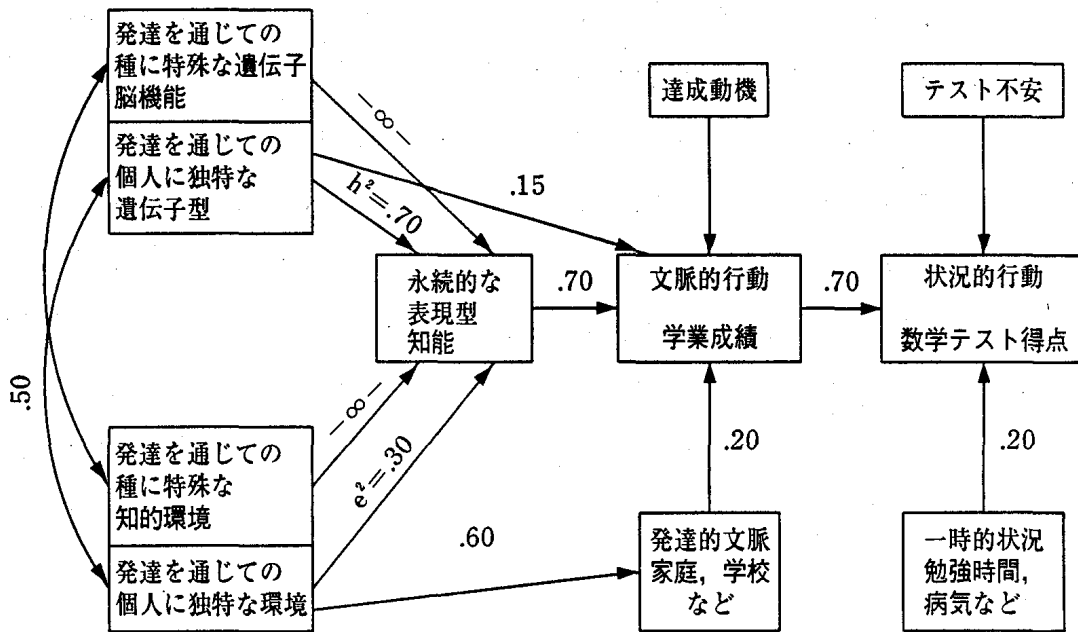 発達を通じての
種に特殊な遺伝子
脳機能
発達を通じての
個人に独特な
遺伝子型
-∞-
h²=.70
.15
達成動機
テスト不安
永続的な
表現型
知能
.70
文脈的行動
学業成績
.70
状況的行動
数学テスト得点
.50
-∞-
e²=.30
.20
.20
発達を通じての
種に特殊な
知的環境
発達を通じての
個人に独特な環境
.60
発達的文脈
家庭，学校
など
一時的状況
勉強時間，
病気など